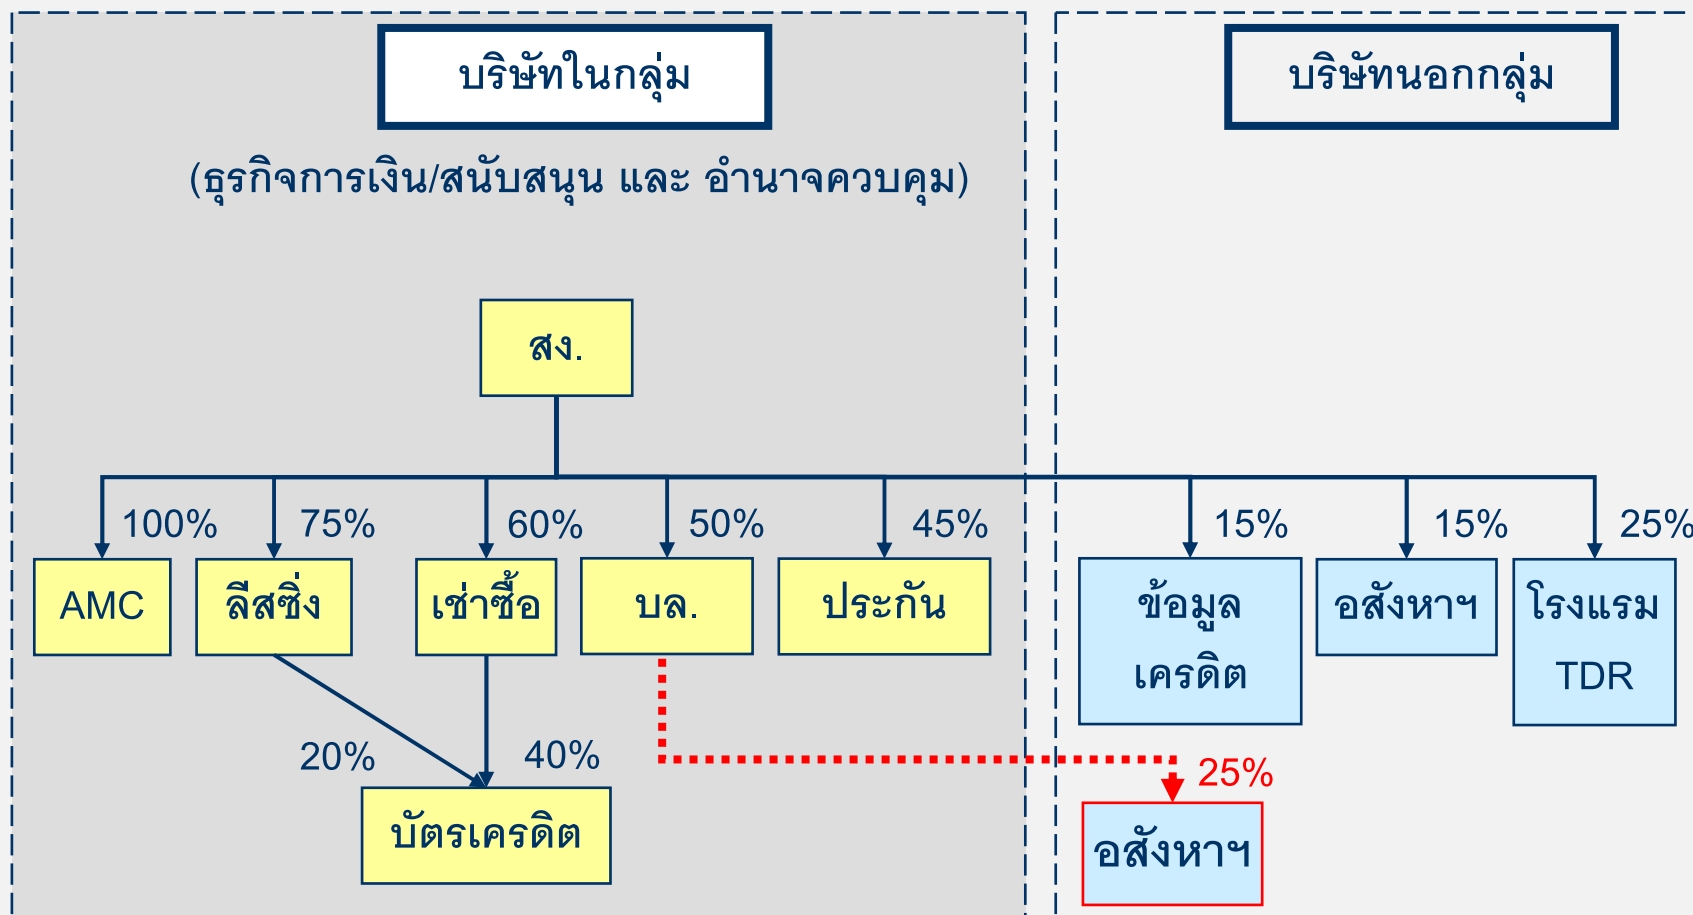 บริษัทในกลุ่ม
บริษัทนอกกลุ่ม
(ธุรกิจการเงิน/สนับสนุน และ อำนาจควบคุม)
สง.
100%
75%
60%
50%
45%
15%
15%
25%
AMC
ลีสซิ่ง
เช่าซื้อ
บล.
ประกัน
ข้อมูล
เครดิต
อสังหาฯ
โรงแรม
TDR
20%
40%
25%
บัตรเครดิต
อสังหาฯ